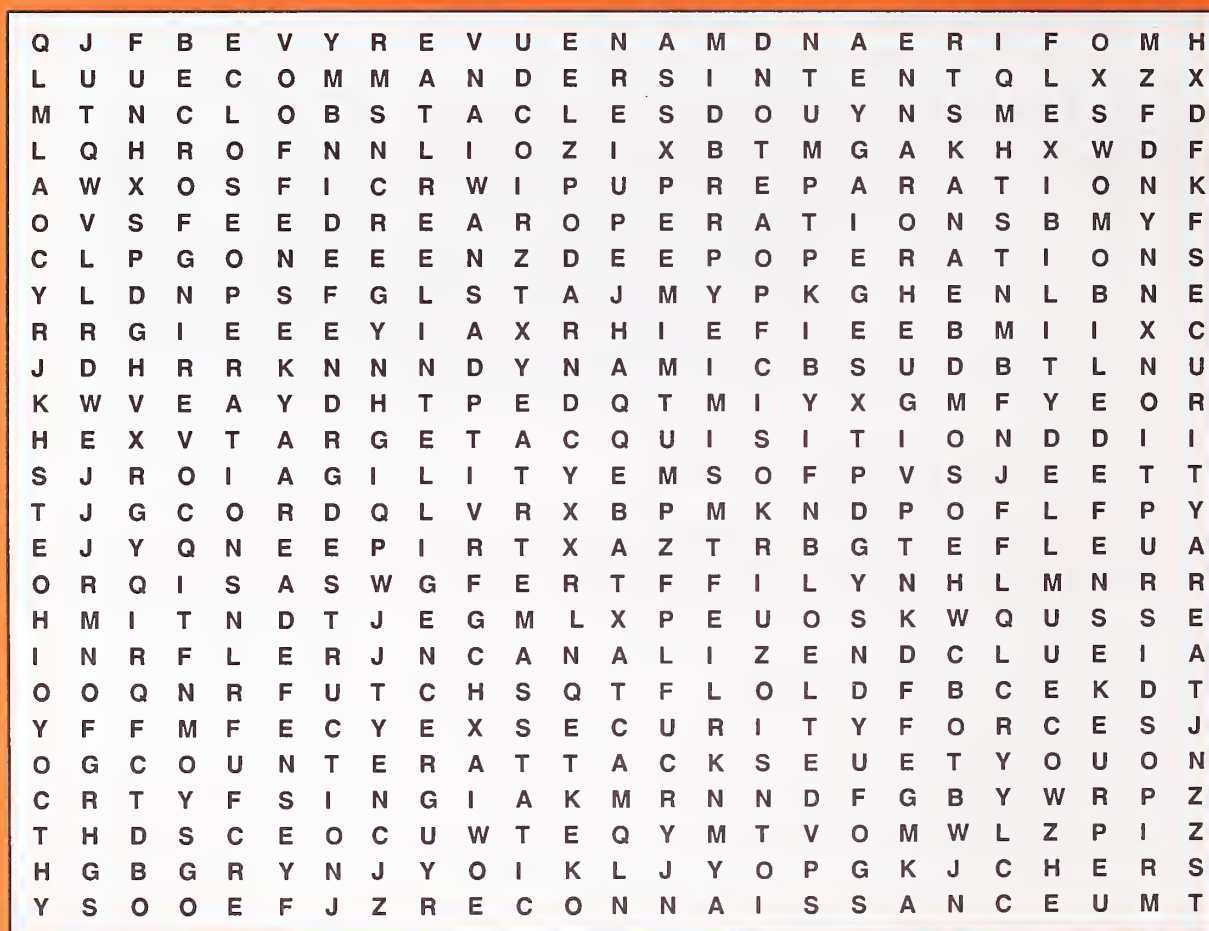 Q J F B E V Y R E V U E N A M D N A E R I F O M H
L U U E C O M M A N D E R S I N T E N T Q L X Z X
M T N C L O B S T A C L E S D O U Y N S M E S F D
L Q H R O F N N L I O Z I X B T M G A K H X W D F
A W X O S F I C R W I P U P R E P A R A T I O N K
O V S F E E D R E A R O P E R A T I O N S B M Y F
C L P G O N E E E N Z D E E P O P E R A T I O N S
Y L D N P S F G L S T A J M Y P K G H E N L B N E
R R G I E E E Y I A X R H I E F I E E B M I I X C
J D H R R K N N N D Y N A M I C B S U D B T L N U
K W V E A Y D H T P E D Q T M I Y X G M F Y E O R
H E X V T A R G E T A C Q U I S I T I O N D D I I
S J R O I A G I L I T Y E M S O F P V S J E E T T
T J G C O R D Q L V R X B P M K N D P O F L F P Y
E J Y Q N E E P I R T X A Z T R B G T E F L E U A
O R Q I S A S W G F E R T F F I L Y N H L M N R R
H M I T N D T J E G M L X P E U O S K W Q U S S E
I N R F L E R J N C A N A L I Z E N D C L U E I A
O O Q N R F U T C H S Q T F L O L D F B C E K D T
Y F F M F E C Y E X S E C U R I T Y F O R C E S J
O G C O U N T E R A T T A C K S E U E T Y O U O N
C R T Y F S I N G I A K M R N N D F G B Y W R P Z
T H D S C E O C U W T E Q Y M T V O M W L Z P I Z
H G B G R Y N J Y O I K L J Y O P G K J C H E R S
Y S O O E F J Z R E C O N N A I S S A N C E U M T